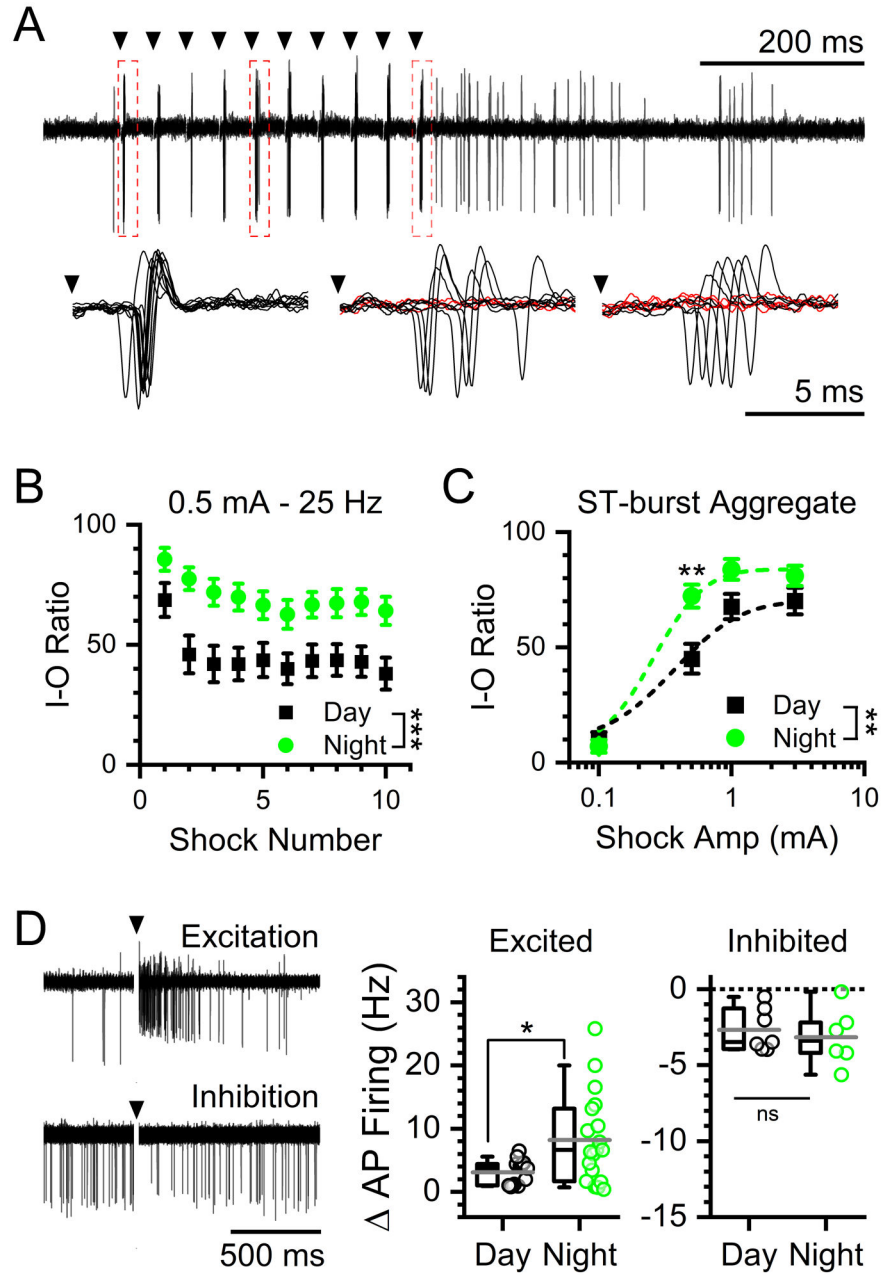 A
200 ms
5 ms
B
0.5 mA - 25 Hz
100
50
0
I-O Ratio
Day
Night
***
0
5
10
Shock Number
C
ST-burst Aggregate
100
50
0
I-O Ratio
**
Day
Night
**
0.1
1
10
Shock Amp (mA)
D
Excitation
Inhibition
500 ms
Excited
Δ AP Firing (Hz)
30
20
10
0
*
Day Night
Inhibited
0
-5
-10
-15
ns
Day Night